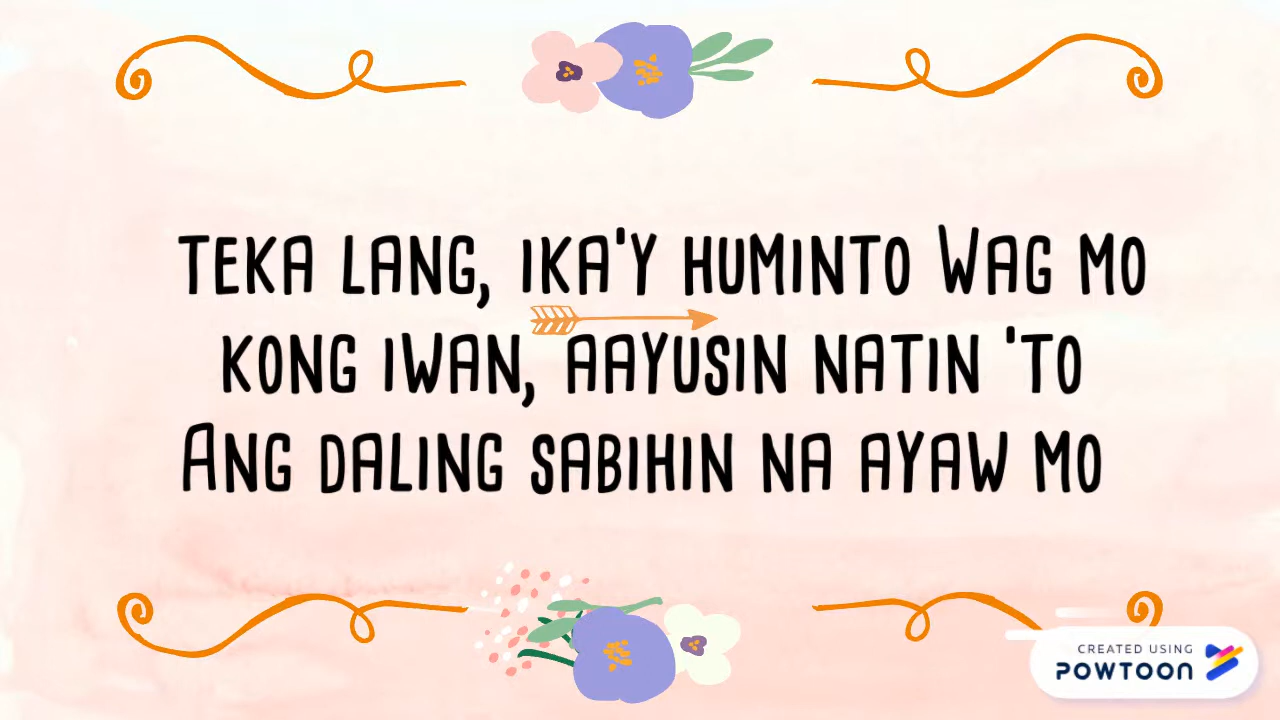 TEKA LANG, IKA'Y HUMINTO WAG MO
KONG IWAN, AAYUSIN NATIN 'TO
ANG DALING SABIHIN NA AYAW MO
CREATED USING
POWTOON